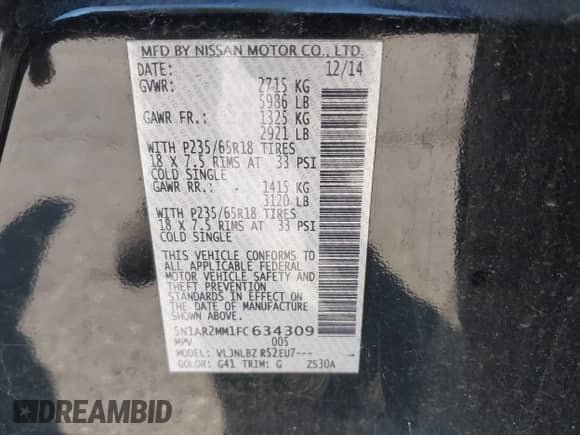 MFD BY NISSAN MOTOR CO., LTD.
DATE: 12/14
GVWR: 2715 KG
5986 LB
GAWR FR.: 1325 KG
2921 LB
WITH P235/65R18 TIRES
18 X 7.5 RIMS AT 33 PSI
COLD SINGLE
GAWR RR.: 1415 KG
3120 LB
WITH P235/65R18 TIRES
18 X 7.5 RIMS AT 33 PSI
COLD SINGLE
THIS VEHICLE CONFORMS TO
ALL APPLICABLE FEDERAL
MOTOR VEHICLE SAFETY AND
THEFT PREVENTION
STANDARDS IN EFFECT ON
THE DATE OF MANUFACTURE
SHOWN ABOVE.
5N1AR2MM1FC634309
MPV 005
MODEL: VLJNLBZ R52EU7---
COLOR: G41 TRIM: G ZS30A
DREAMBID